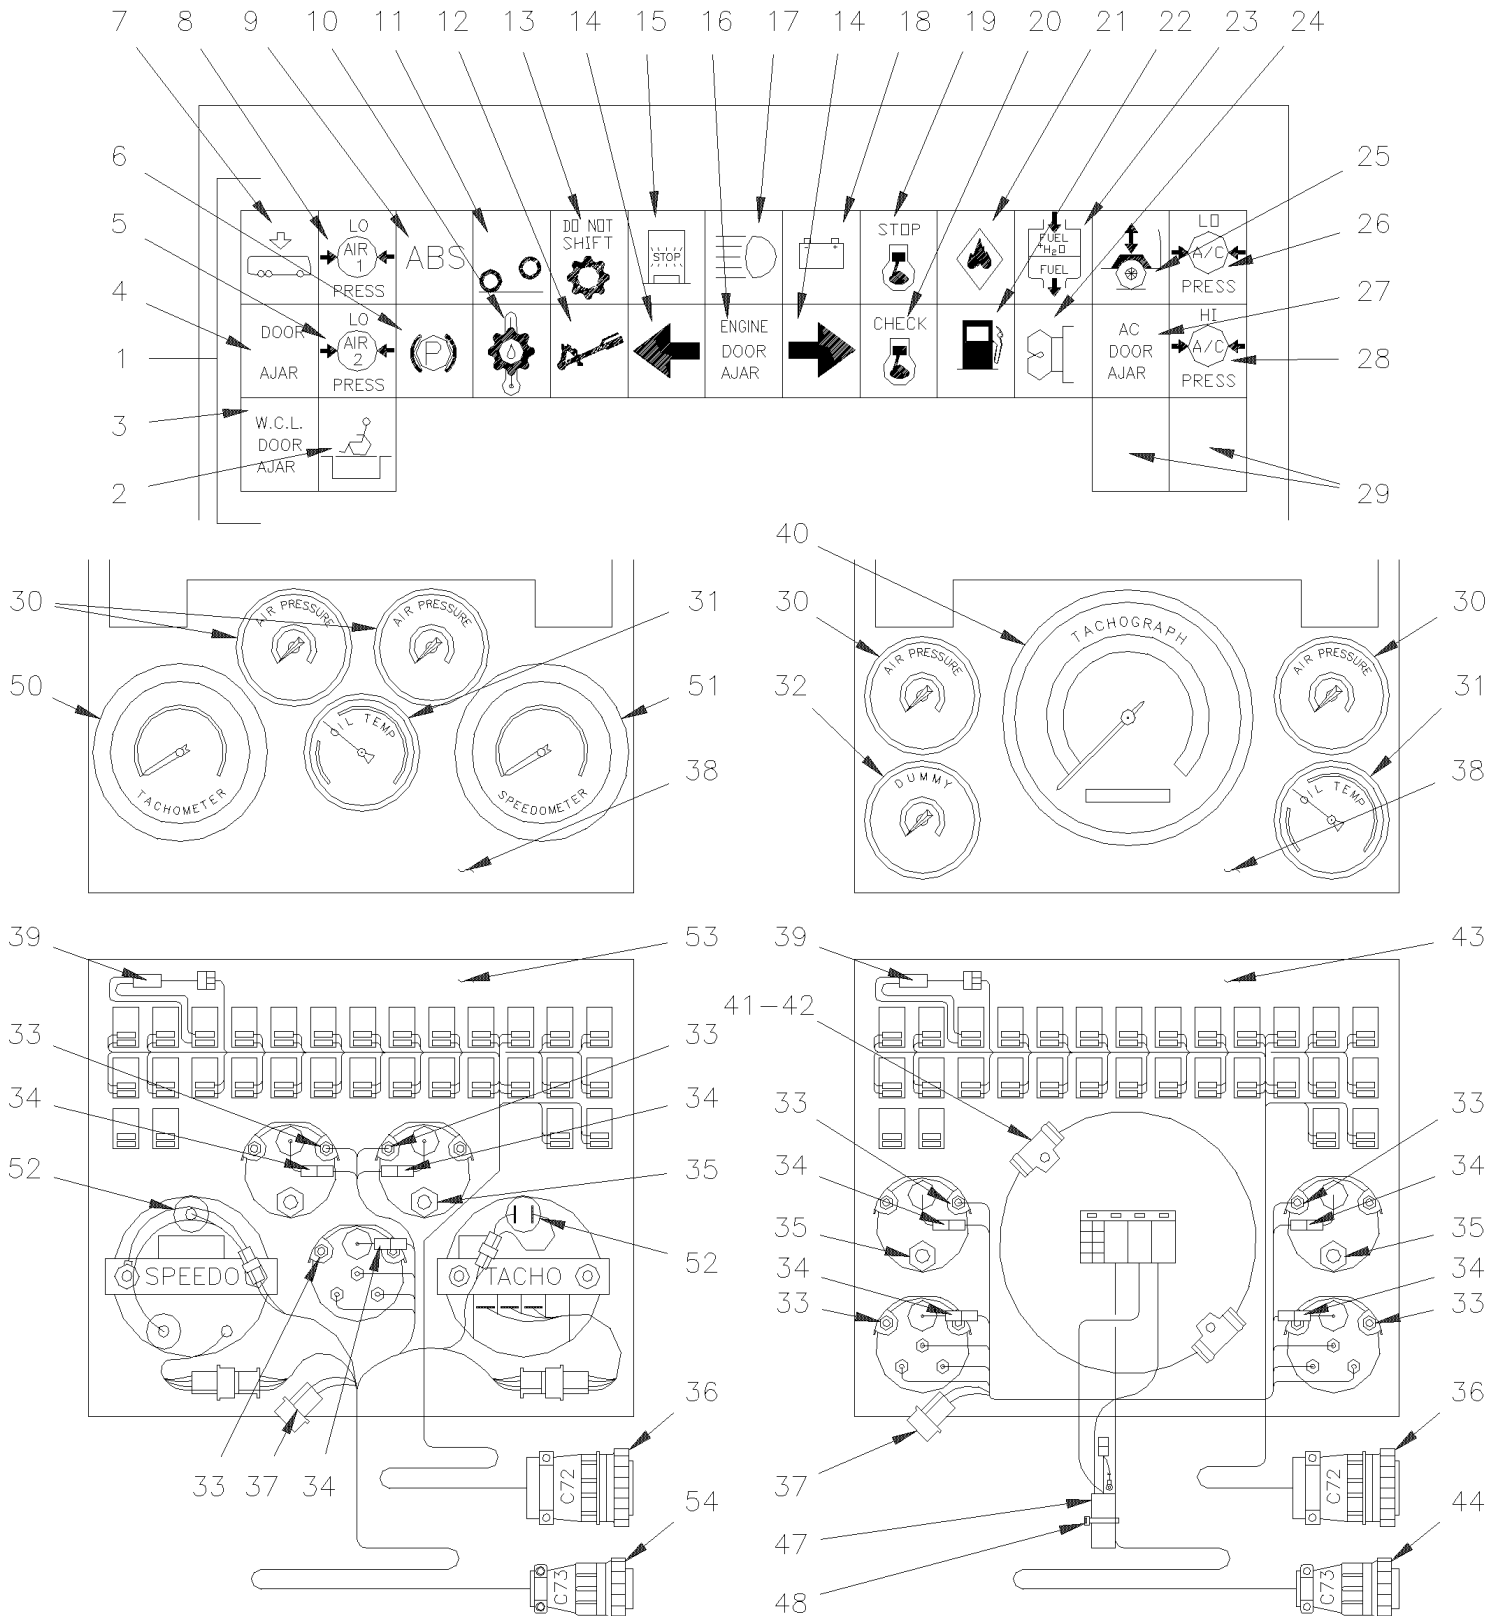 7 8 9 10 11 12 13 14 15 16 17 14 18 19 20 21 22 23 24
6
5
4
1
3
2
25
26
27
28
29
LO
AIR
1
PRESS
ABS
DO NOT
SHIFT
STOP
STOP
FUEL
+H2O
FUEL
LO
A/C
PRESS
DOOR
AJAR
LO
AIR
2
PRESS
P
ENGINE
DOOR
AJAR
CHECK
AC
DOOR
AJAR
HI
A/C
PRESS
W.C.L.
DOOR
AJAR
30
50
AIR PRESSURE
AIR PRESSURE
OIL TEMP
TACHOMETER
SPEEDOMETER
31
51
38
40
30
32
TACHOGRAPH
AIR PRESSURE
AIR PRESSURE
DUMMY
OIL TEMP
30
31
38
39
33
34
52
53
33
34
35
52
SPEEDO
TACHO
33 37 34
36
C72
54
C73
39
41-42
33
34
35
34
33
37
47
48
43
33
34
35
34
33
36
C72
44
C73